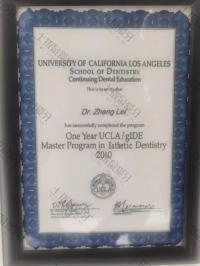 UNIVERSITY OF CALIFORNIA LOS ANGELES
SCHOOL OF DENTISTRY
Continuing Dental Education
This is to certify that
Dr. Zheng Lei
has successfully completed the program
One Year UCLA/gIDE
Master Program in Esthetic Dentistry
2010
UCLA